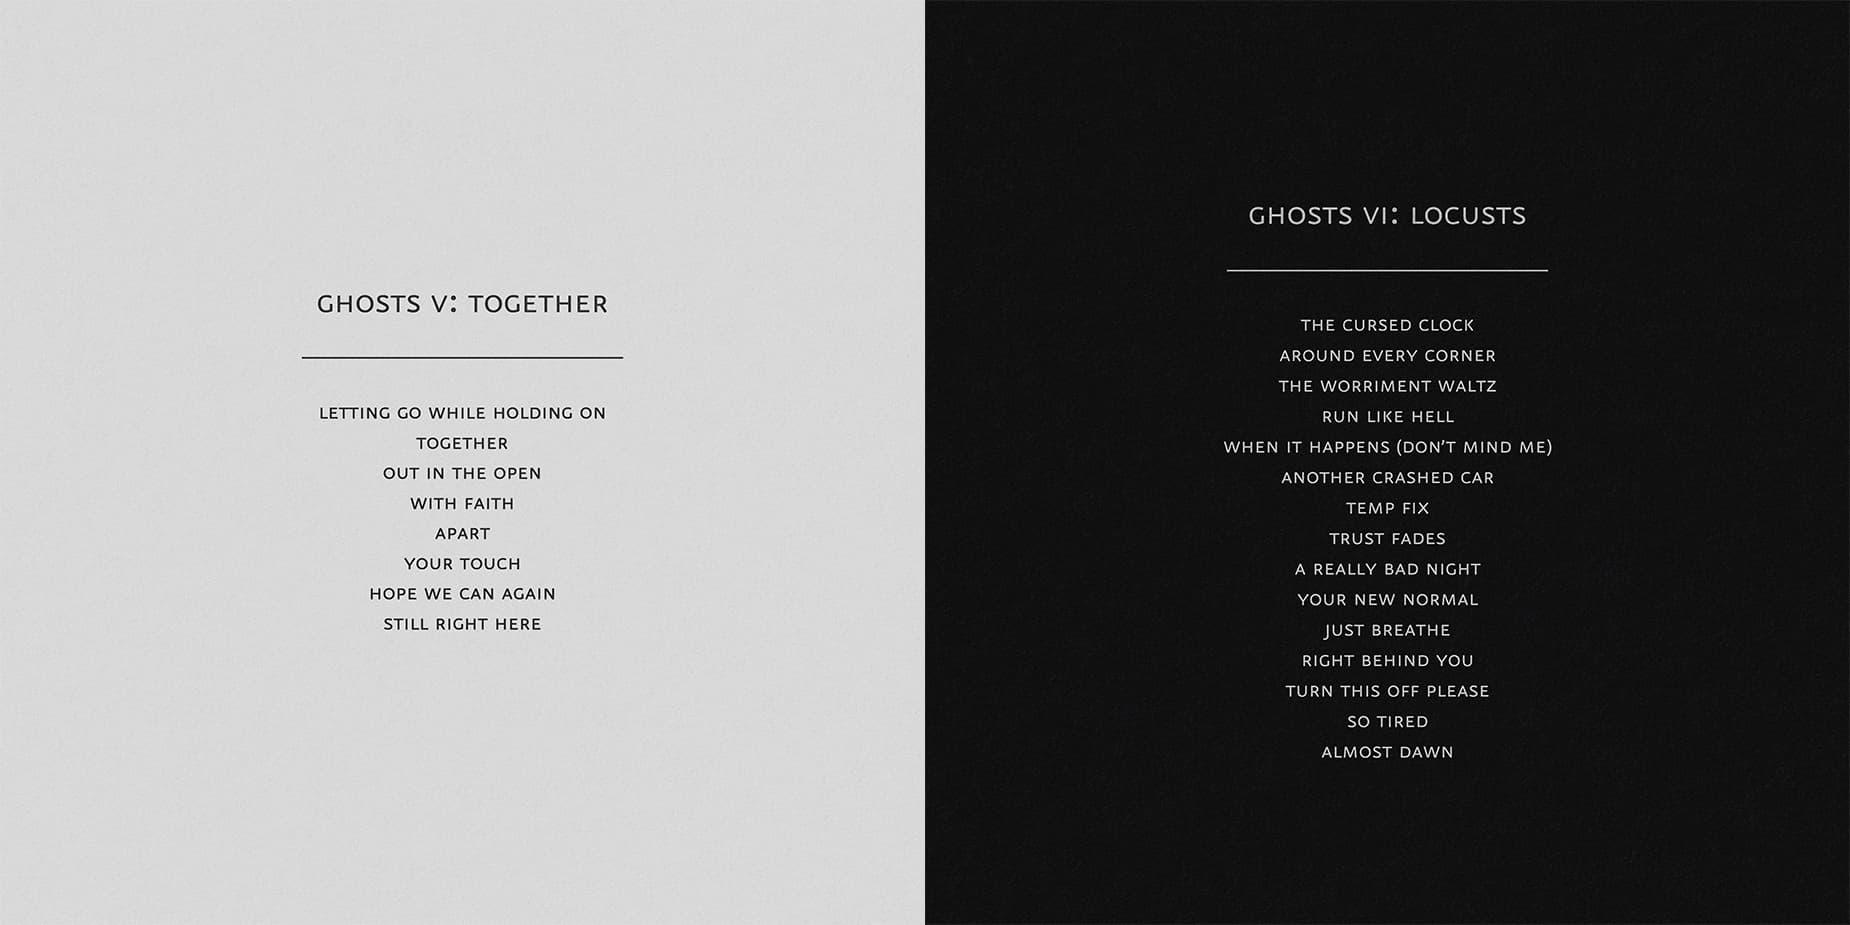 GHOSTS V: TOGETHER
LETTING GO WHILE HOLDING ON
TOGETHER
OUT IN THE OPEN
WITH FAITH
APART
YOUR TOUCH
HOPE WE CAN AGAIN
STILL RIGHT HERE
GHOSTS VI: LOCUSTS
THE CURSED CLOCK
AROUND EVERY CORNER
THE WORRIMENT WALTZ
RUN LIKE HELL
WHEN IT HAPPENS (DON'T MIND ME)
ANOTHER CRASHED CAR
TEMP FIX
TRUST FADES
A REALLY BAD NIGHT
YOUR NEW NORMAL
JUST BREATHE
RIGHT BEHIND YOU
TURN THIS OFF PLEASE
SO TIRED
ALMOST DAWN